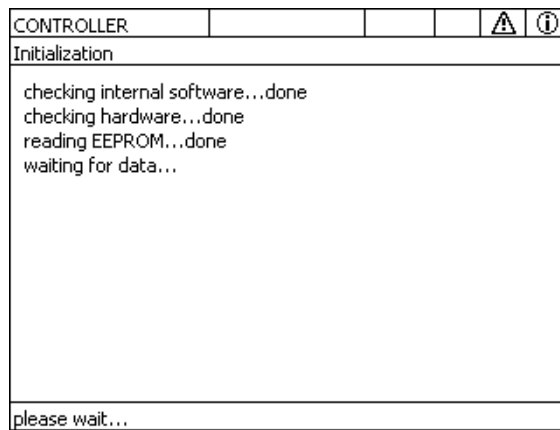 CONTROLLER
Initialization
checking internal software...done
checking hardware...done
reading EEPROM...done
waiting for data...
please wait...